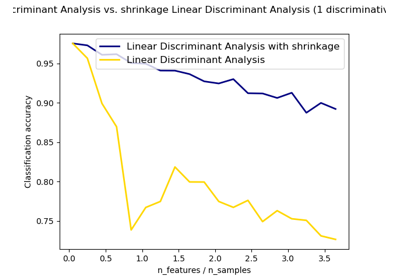 Discriminant Analysis vs. shrinkage Linear Discriminant Analysis (1
Linear Discriminant Analysis with shrinkage
Linear Discriminant Analysis
0.95
0.90
0.85
0.80
0.75
Classification accuracy
0.0 0.5 1.0 1.5 2.0 2.5 3.0 3.5
n_features / n_samples